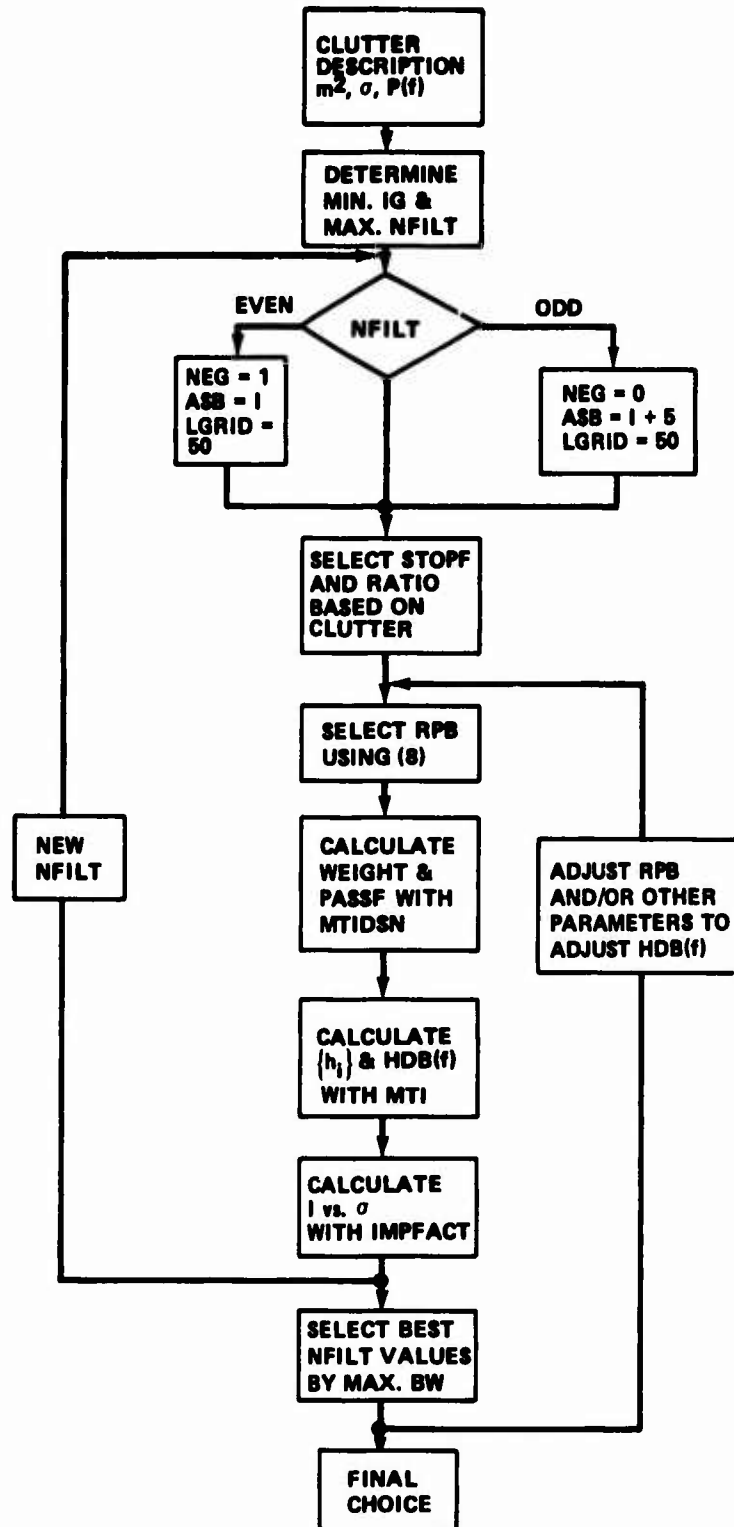 CLUTTER
DESCRIPTION
m², σ, P(f)
DETERMINE
MIN. IG &
MAX. NFILT
EVEN
NFILT
ODD
NEG = 1
ASB = I
LGRID =
50
NEG = 0
ASB = I + 5
LGRID = 50
SELECT STOPF
AND RATIO
BASED ON
CLUTTER
SELECT RPB
USING (8)
NEW
NFILT
CALCULATE
WEIGHT &
PASSF WITH
MTIDSN
ADJUST RPB
AND/OR OTHER
PARAMETERS TO
ADJUST HDB(f)
CALCULATE
{hᵢ} & HDB(f)
WITH MTI
CALCULATE
I vs. σ
WITH IMPFACT
SELECT BEST
NFILT VALUES
BY MAX. BW
FINAL
CHOICE